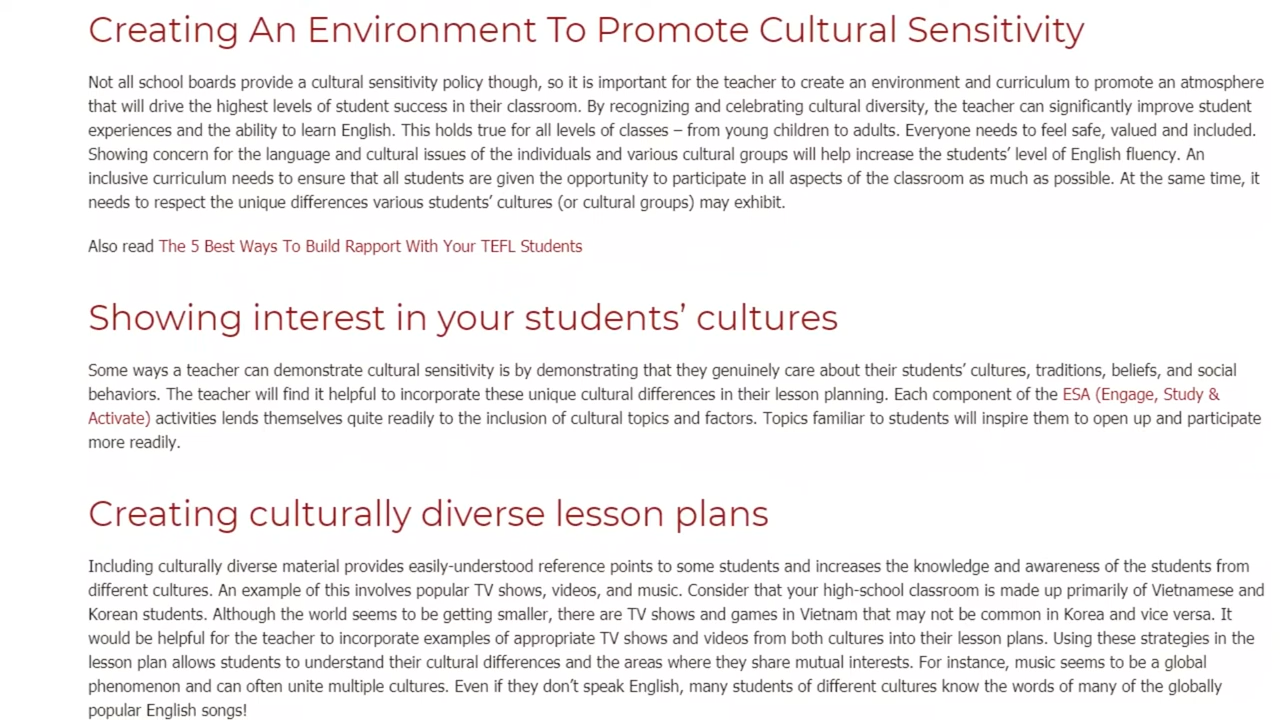 Creating An Environment To Promote Cultural Sensitivity
Not all school boards provide a cultural sensitivity policy though, so it is important for the teacher to create an environment and curriculum to promote an atmosphere
that will drive the highest levels of student success in their classroom. By recognizing and celebrating cultural diversity, the teacher can significantly improve student
experiences and the ability to learn English. This holds true for all levels of classes – from young children to adults. Everyone needs to feel safe, valued and included.
Showing concern for the language and cultural issues of the individuals and various cultural groups will help increase the students’ level of English fluency. An
inclusive curriculum needs to ensure that all students are given the opportunity to participate in all aspects of the classroom as much as possible. At the same time, it
needs to respect the unique differences various students’ cultures (or cultural groups) may exhibit.
Also read The 5 Best Ways To Build Rapport With Your TEFL Students
Showing interest in your students’ cultures
Some ways a teacher can demonstrate cultural sensitivity is by demonstrating that they genuinely care about their students’ cultures, traditions, beliefs, and social
behaviors. The teacher will find it helpful to incorporate these unique cultural differences in their lesson planning. Each component of the ESA (Engage, Study &
Activate) activities lends themselves quite readily to the inclusion of cultural topics and factors. Topics familiar to students will inspire them to open up and participate
more readily.
Creating culturally diverse lesson plans
Including culturally diverse material provides easily-understood reference points to some students and increases the knowledge and awareness of the students from
different cultures. An example of this involves popular TV shows, videos, and music. Consider that your high-school classroom is made up primarily of Vietnamese and
Korean students. Although the world seems to be getting smaller, there are TV shows and games in Vietnam that may not be common in Korea and vice versa. It
would be helpful for the teacher to incorporate examples of appropriate TV shows and videos from both cultures into their lesson plans. Using these strategies in the
lesson plan allows students to understand their cultural differences and the areas where they share mutual interests. For instance, music seems to be a global
phenomenon and can often unite multiple cultures. Even if they don’t speak English, many students of different cultures know the words of many of the globally
popular English songs!